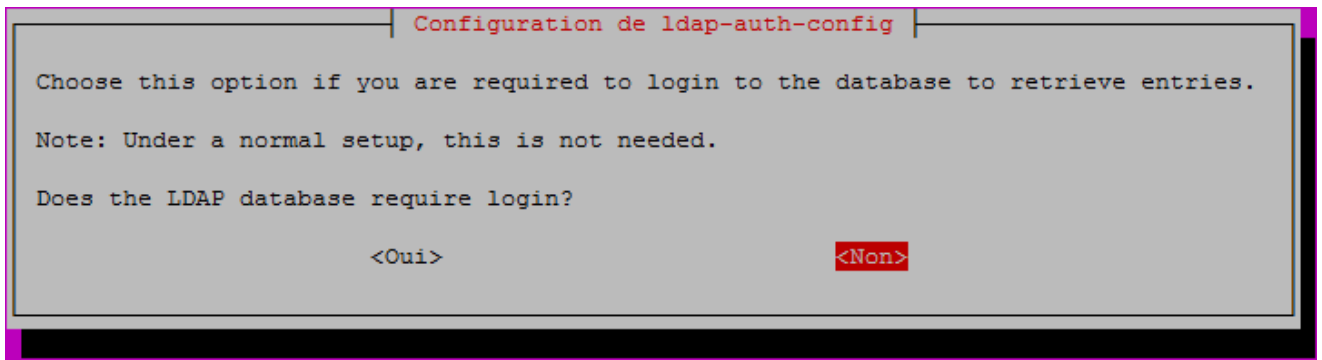 Configuration de ldap-auth-config
Choose this option if you are required to login to the database to retrieve entries.
Note: Under a normal setup, this is not needed.
Does the LDAP database require login?
<Oui> <Non>